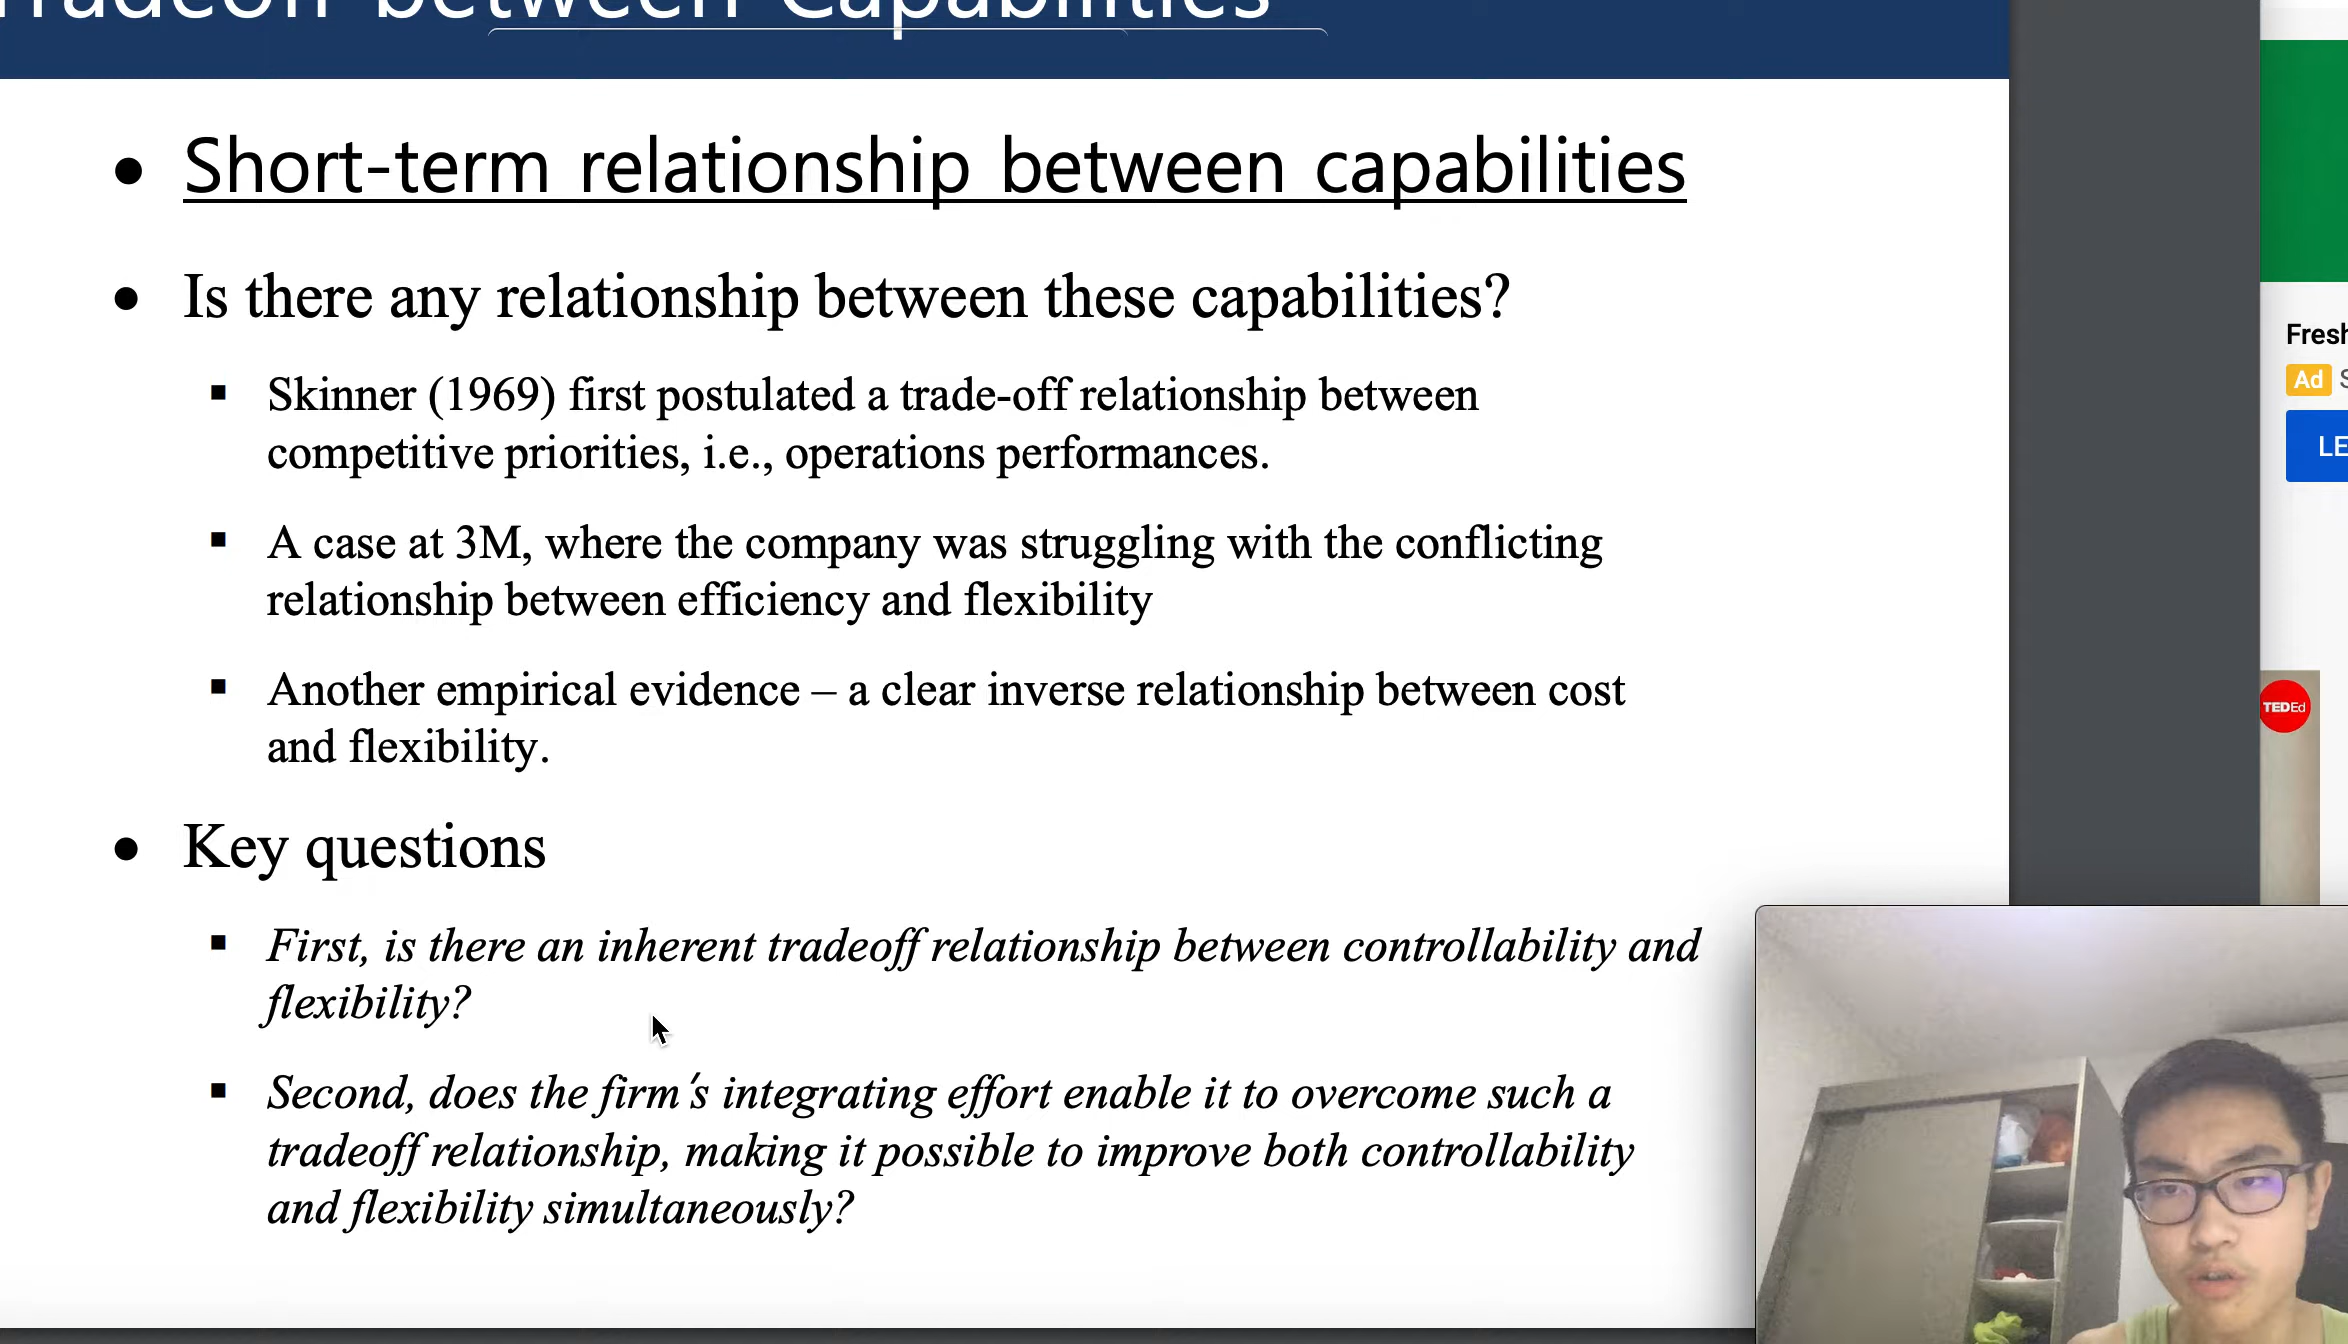 between Capabilities
• Short-term relationship between capabilities
• Is there any relationship between these capabilities?
▪ Skinner (1969) first postulated a trade-off relationship between
competitive priorities, i.e., operations performances.
▪ A case at 3M, where the company was struggling with the conflicting
relationship between efficiency and flexibility
▪ Another empirical evidence – a clear inverse relationship between cost
and flexibility.
• Key questions
▪ First, is there an inherent tradeoff relationship between controllability and
flexibility?
▪ Second, does the firm's integrating effort enable it to overcome such a
tradeoff relationship, making it possible to improve both controllability
and flexibility simultaneously?
Fresh
Ad S
LE
TEDEd